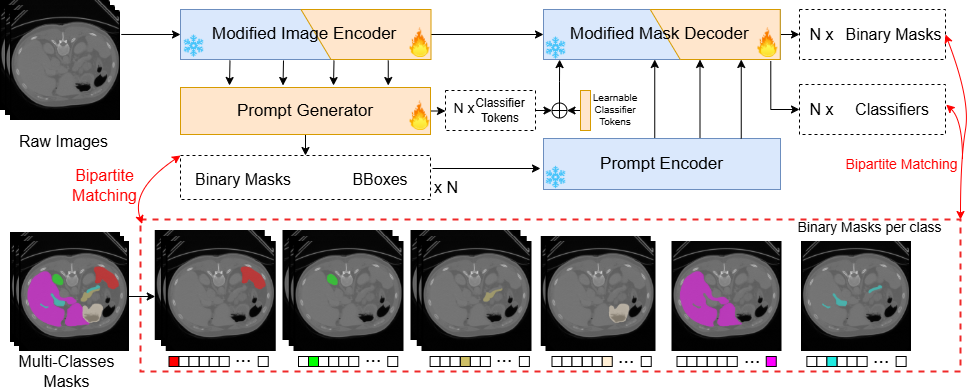 Modified Image Encoder
Modified Mask Decoder
N x Binary Masks
Prompt Generator
N x Classifier
Tokens
Learnable
Classifier
Tokens
N x Classifiers
Raw Images
Bipartite
Matching
Binary Masks BBoxes
x N
Prompt Encoder
Bipartite Matching
Binary Masks per class
Multi-Classes
Masks